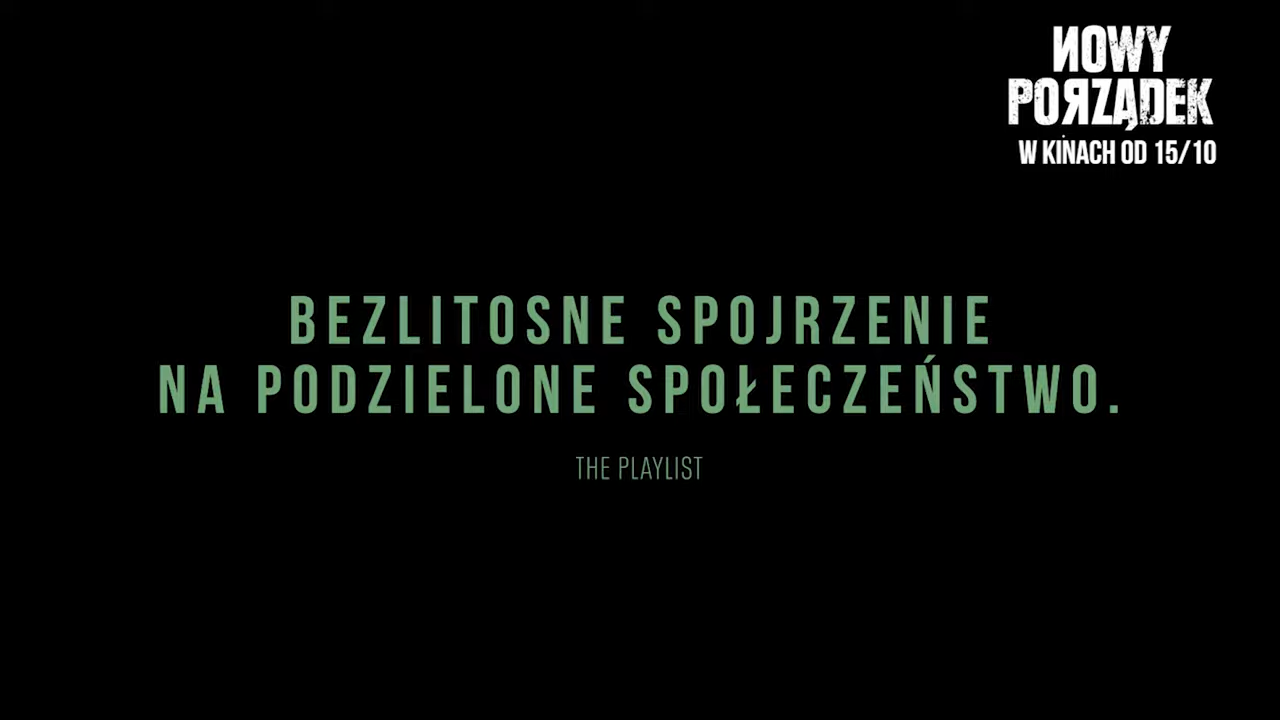 NOWY
PORZĄDEK
W KINACH OD 15/10
BEZLITOSNE SPOJRZENIE
NA PODZIELONE SPOŁECZEŃSTWO.
THE PLAYLIST